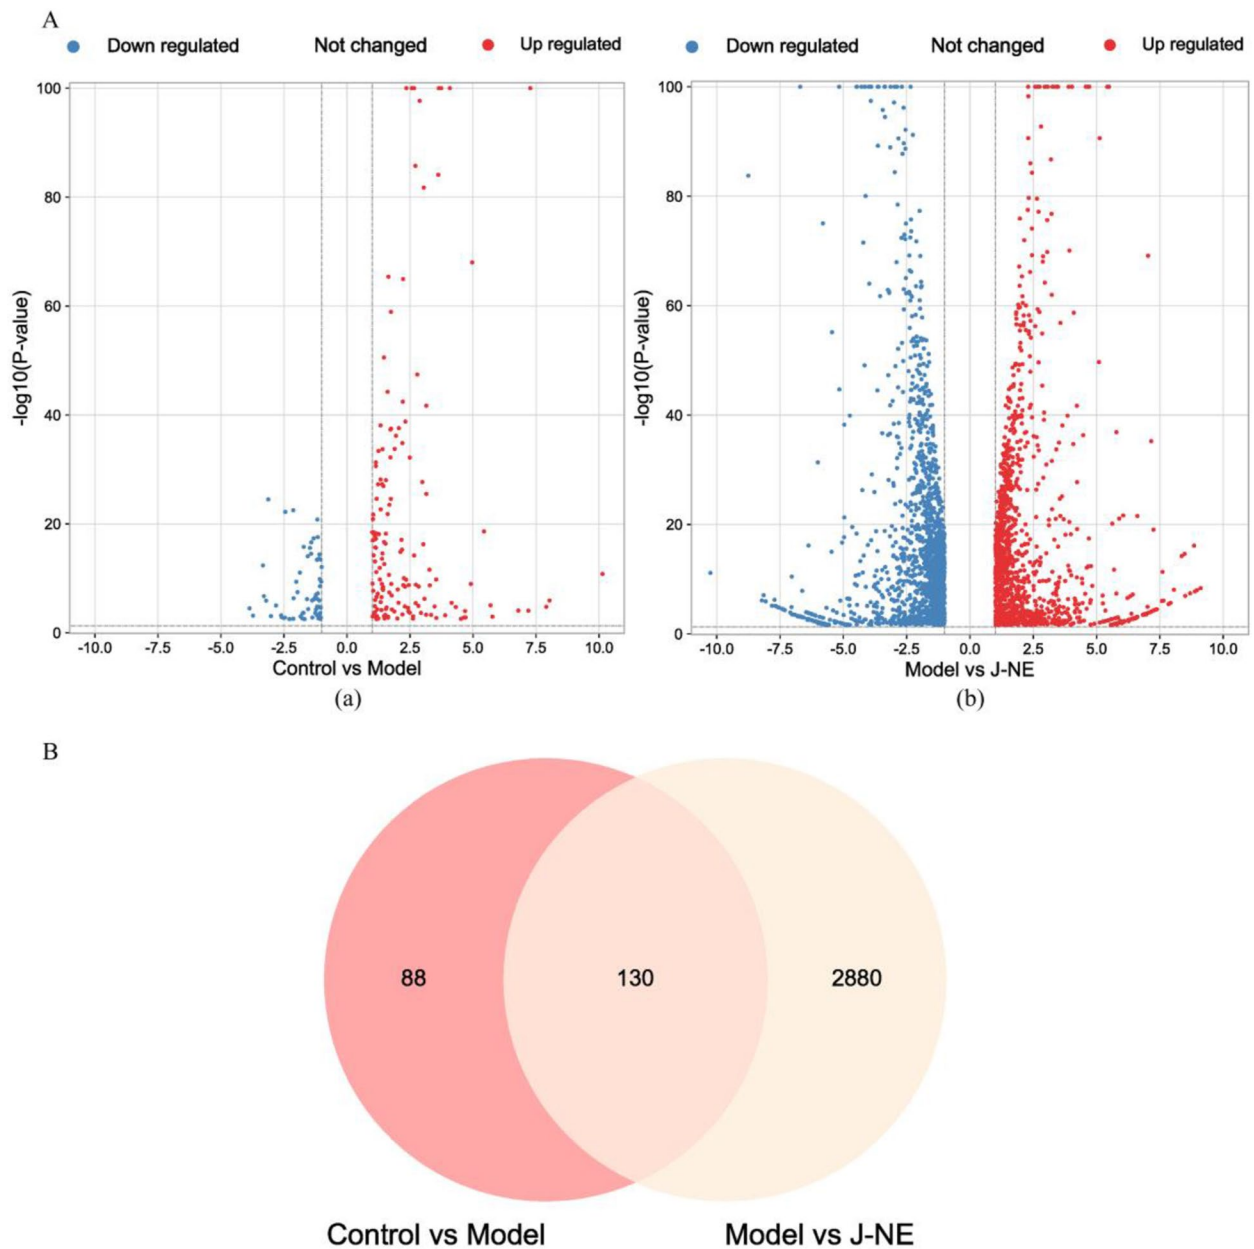 A
Down regulated Not changed Up regulated Down regulated Not changed Up regulated
100 100
80 80
60 60
40 40
20 20
0 0
-log10(P-value) -log10(P-value)
-10.0 -7.5 -5.0 -2.5 0.0 2.5 5.0 7.5 10.0 -10.0 -7.5 -5.0 -2.5 0.0 2.5 5.0 7.5 10.0
Control vs Model Model vs J-NE
(a) (b)
B
88 130 2880
Control vs Model Model vs J-NE